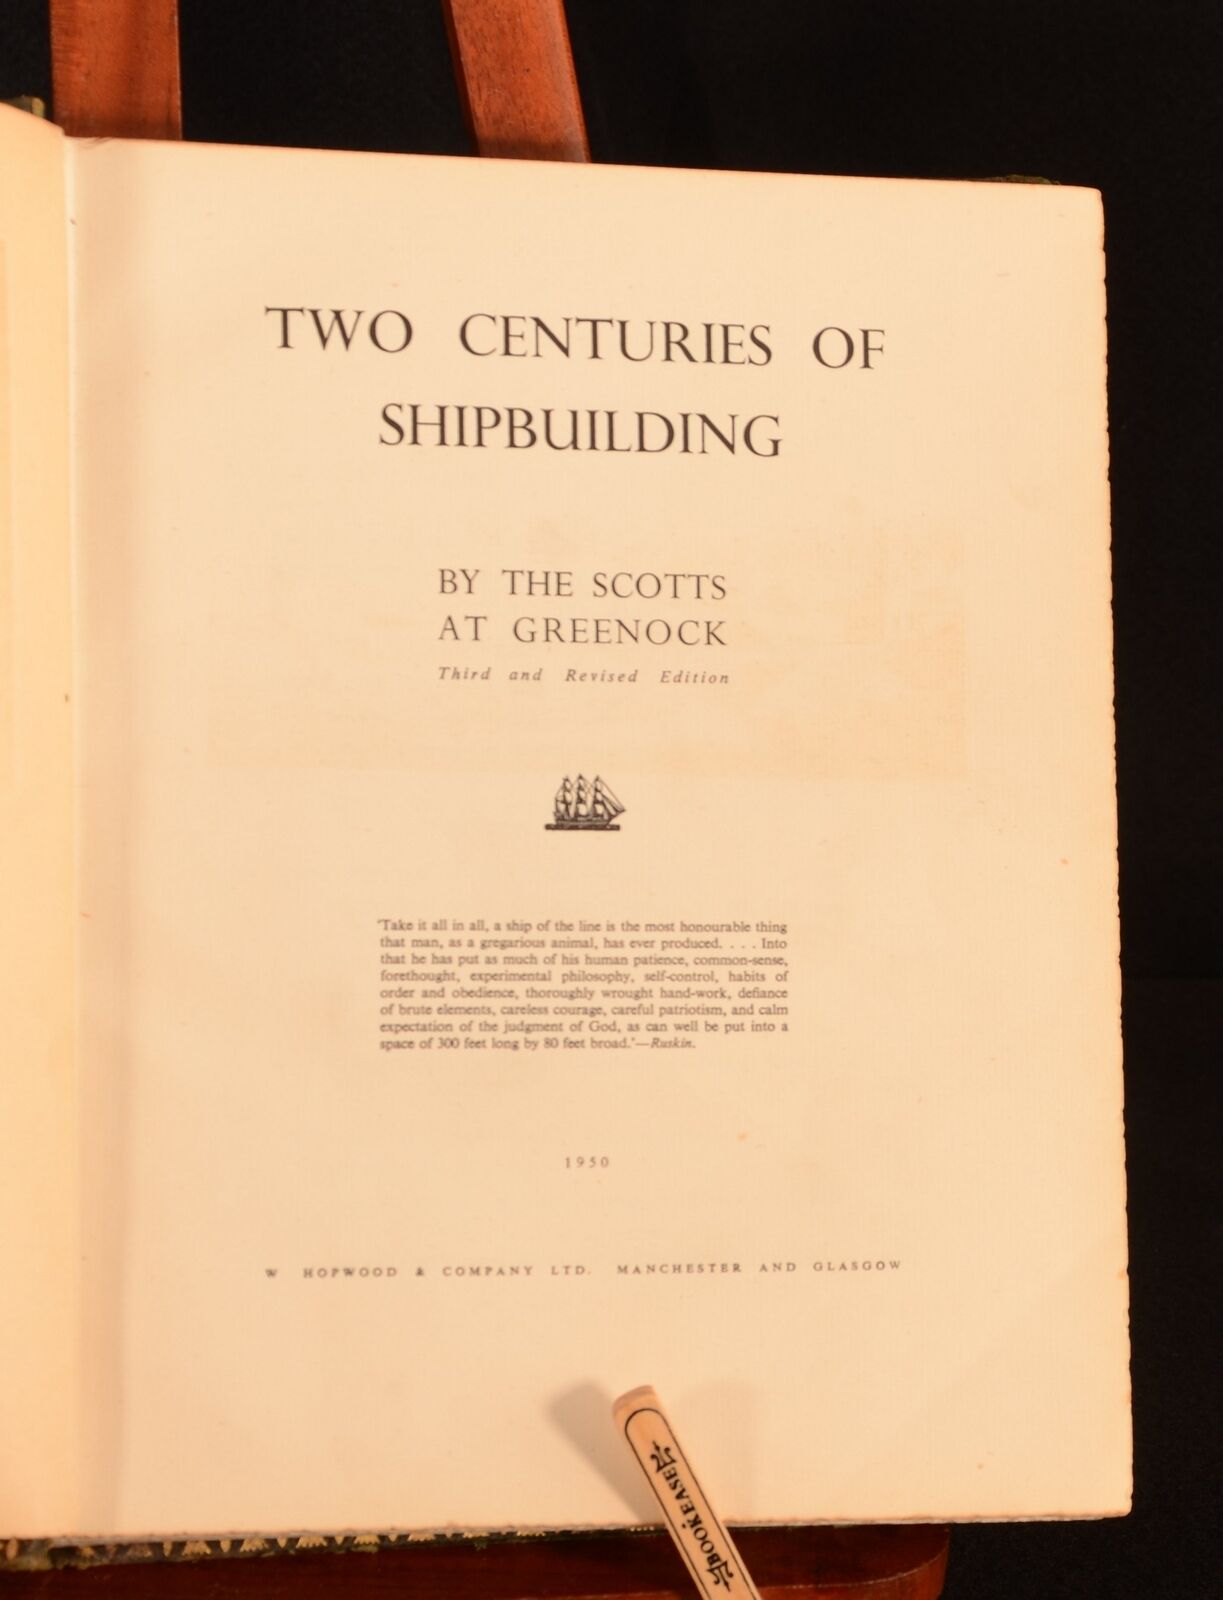 TWO CENTURIES OF
SHIPBUILDING
BY THE SCOTTS
AT GREENOCK
Third and Revised Edition
'Take it all in all, a ship of the line is the most honourable thing
that man, as a gregarious animal, has ever produced. . . . Into
that he has put as much of his human patience, common-sense,
forethought, experimental philosophy, self-control, habits of
order and obedience, thoroughly wrought hand-work, defiance
of brute elements, careless courage, careful patriotism, and calm
expectation of the judgment of God, as can well be put into a
space of 300 feet long by 80 feet broad.'—Ruskin.
1950
W HOPWOOD & COMPANY LTD. MANCHESTER AND GLASGOW
BOOKEASEL